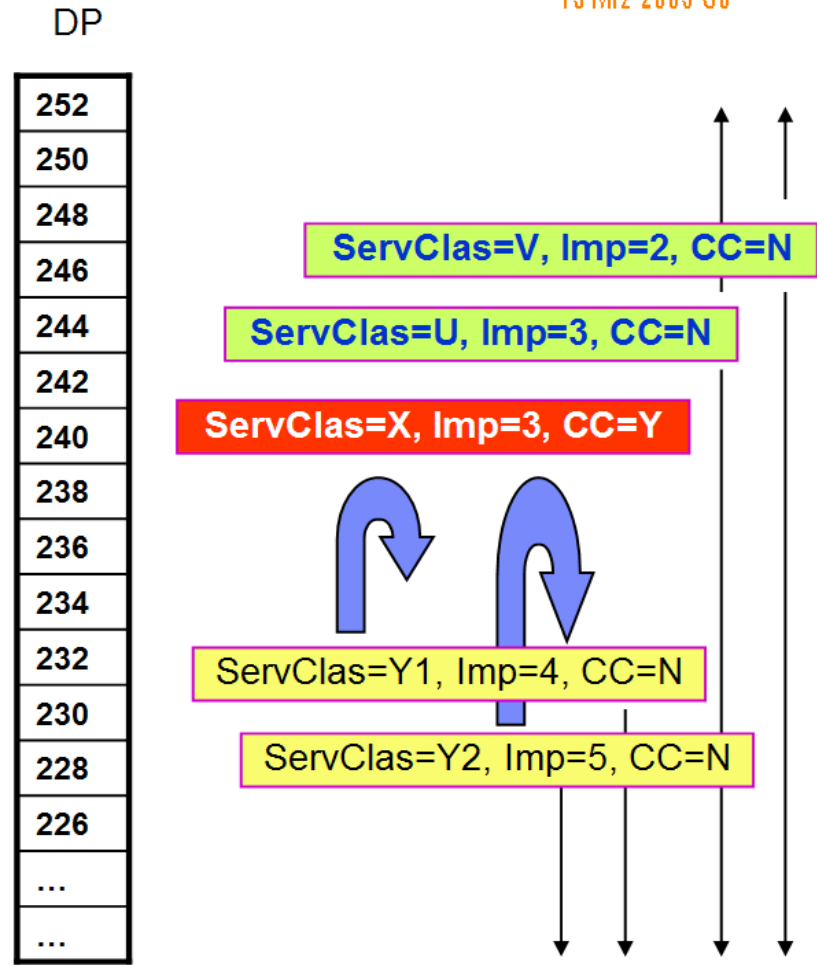 DP
252
250
248
246
244
242
240
238
236
234
232
230
228
226
...
...
ServClas=V, Imp=2, CC=N
ServClas=U, Imp=3, CC=N
ServClas=X, Imp=3, CC=Y
ServClas=Y1, Imp=4, CC=N
ServClas=Y2, Imp=5, CC=N